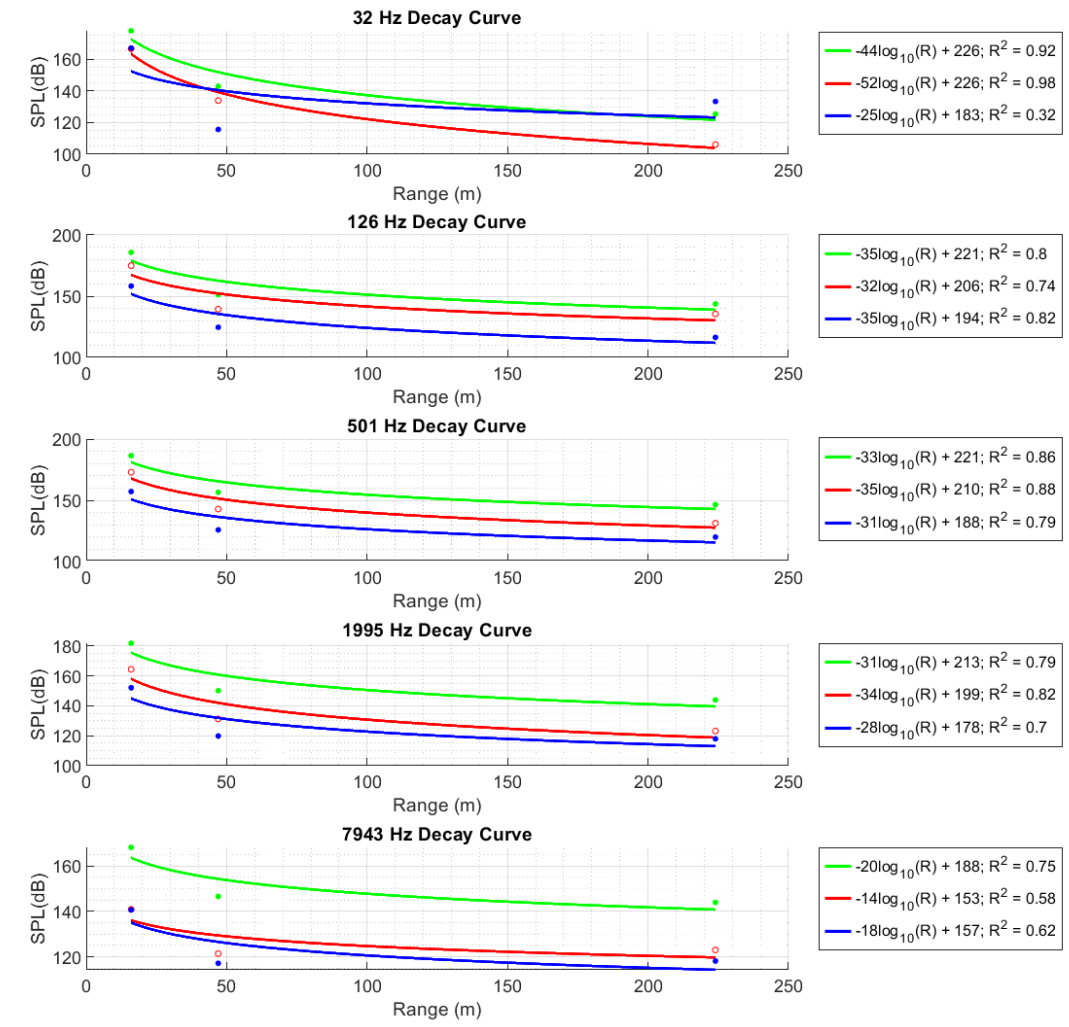 32 Hz Decay Curve
160
140
120
100
SPL(dB)
0 50 100 150 200 250
Range (m)
-44log10(R) + 226; R2 = 0.92
-52log10(R) + 226; R2 = 0.98
-25log10(R) + 183; R2 = 0.32
126 Hz Decay Curve
200
150
100
SPL(dB)
0 50 100 150 200 250
Range (m)
-35log10(R) + 221; R2 = 0.8
-32log10(R) + 206; R2 = 0.74
-35log10(R) + 194; R2 = 0.82
501 Hz Decay Curve
200
150
100
SPL(dB)
0 50 100 150 200 250
Range (m)
-33log10(R) + 221; R2 = 0.86
-35log10(R) + 210; R2 = 0.88
-31log10(R) + 188; R2 = 0.79
1995 Hz Decay Curve
180
160
140
120
100
SPL(dB)
0 50 100 150 200 250
Range (m)
-31log10(R) + 213; R2 = 0.79
-34log10(R) + 199; R2 = 0.82
-28log10(R) + 178; R2 = 0.7
7943 Hz Decay Curve
160
140
120
SPL(dB)
0 50 100 150 200 250
Range (m)
-20log10(R) + 188; R2 = 0.75
-14log10(R) + 153; R2 = 0.58
-18log10(R) + 157; R2 = 0.62